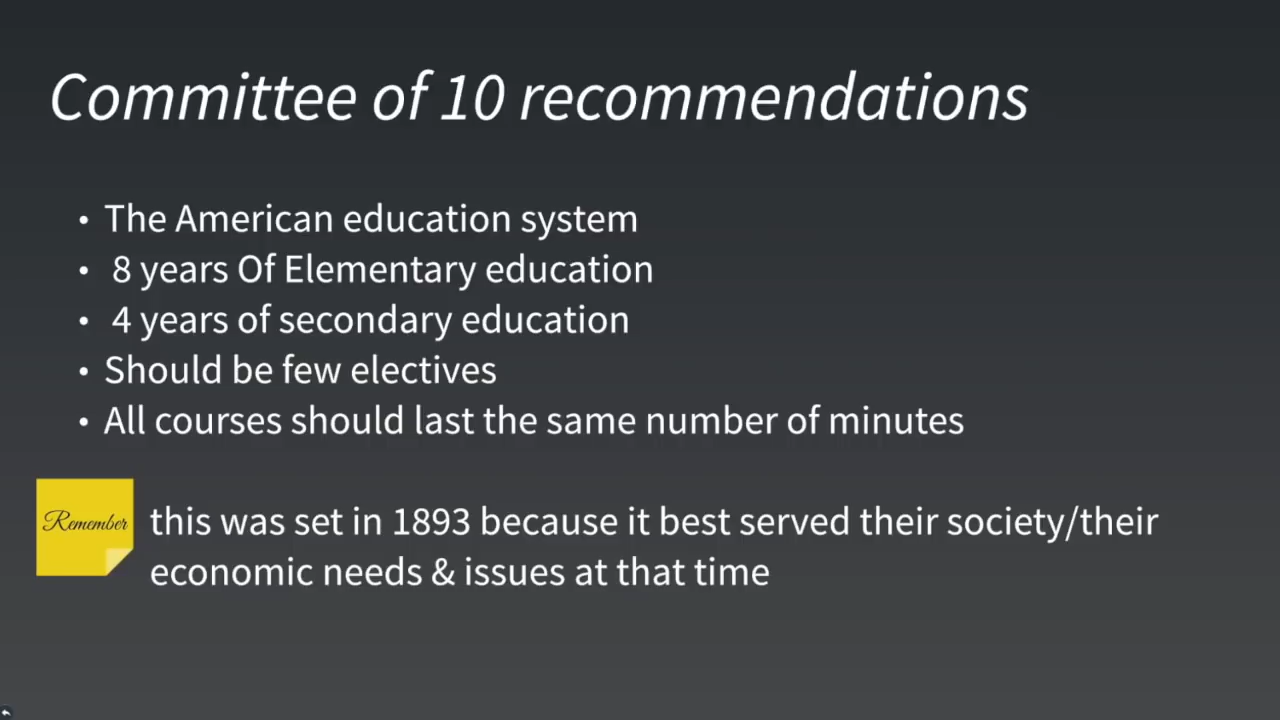 Committee of 10 recommendations
• The American education system
• 8 years Of Elementary education
• 4 years of secondary education
• Should be few electives
• All courses should last the same number of minutes
Remember
this was set in 1893 because it best served their society/their
economic needs & issues at that time